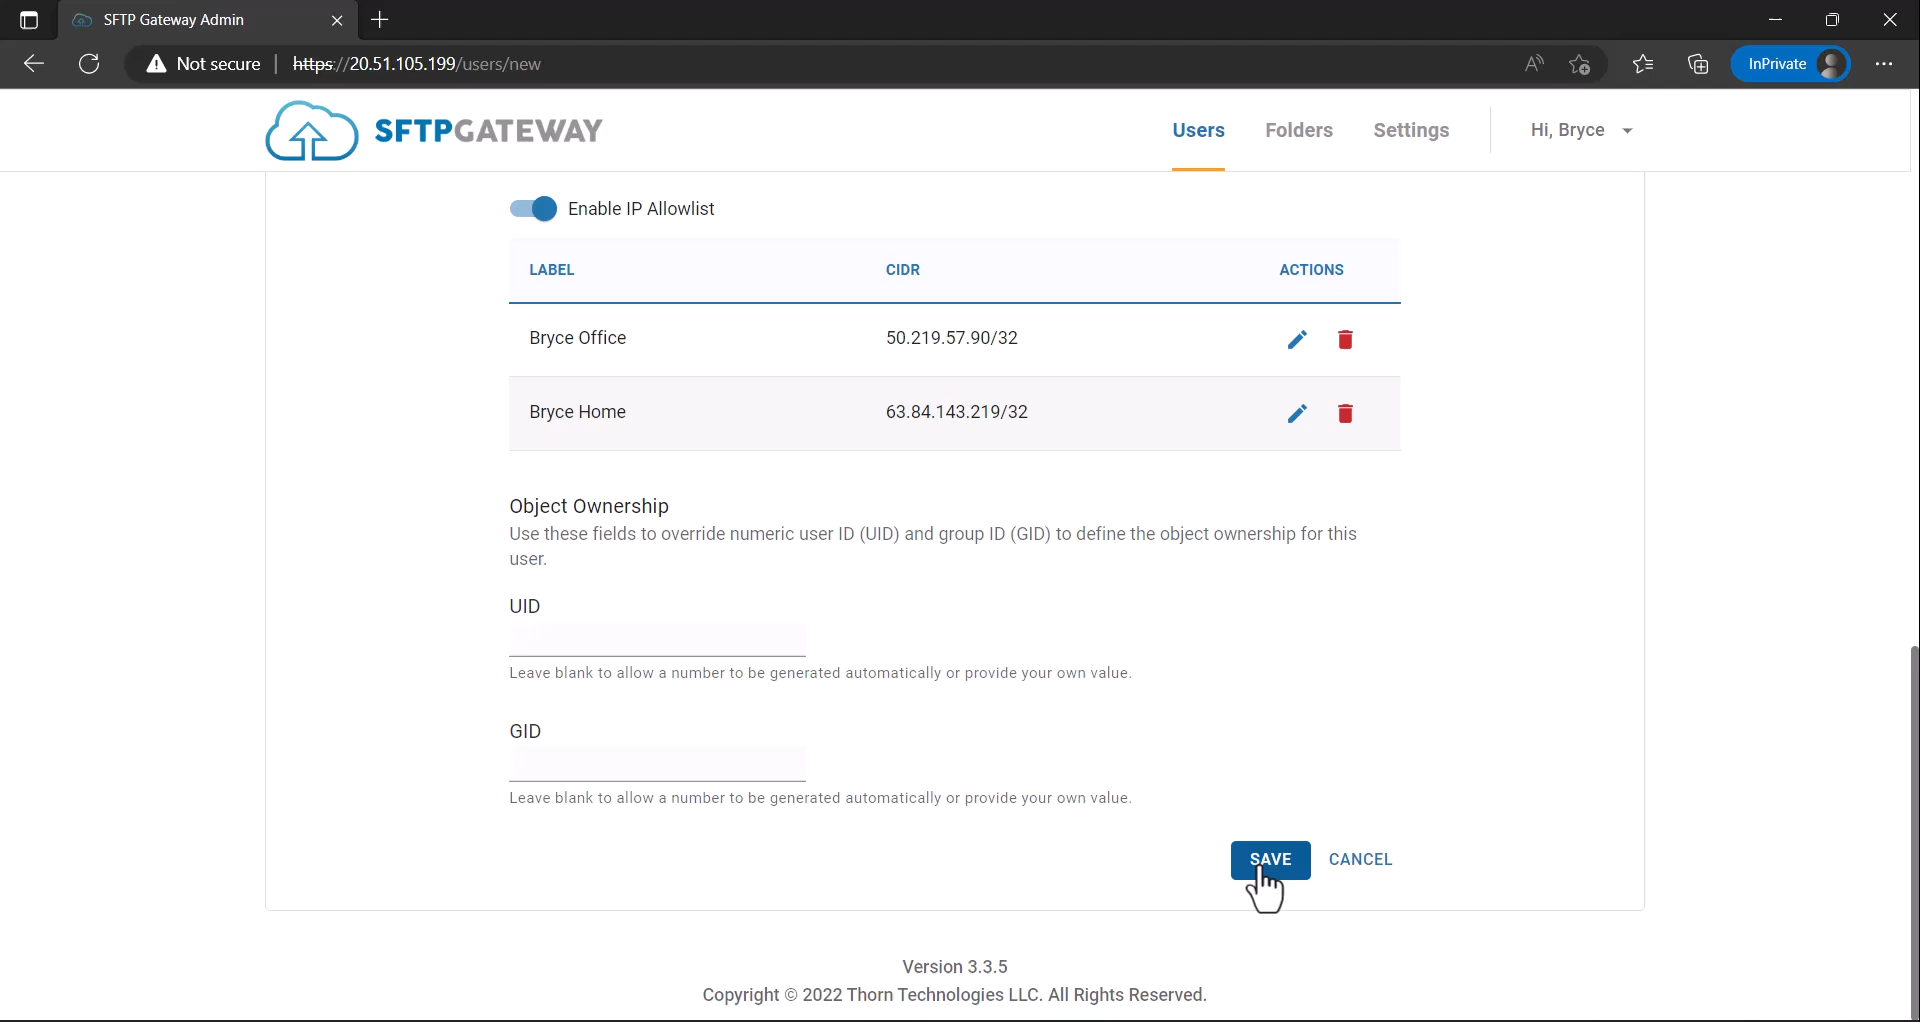 SFTP Gateway Admin
Not secure | https://20.51.105.199/users/new
InPrivate
SFTPGATEWAY
Users Folders Settings Hi, Bryce
Enable IP Allowlist
LABEL CIDR ACTIONS
Bryce Office 50.219.57.90/32
Bryce Home 63.84.143.219/32
Object Ownership
Use these fields to override numeric user ID (UID) and group ID (GID) to define the object ownership for this
user.
UID
Leave blank to allow a number to be generated automatically or provide your own value.
GID
Leave blank to allow a number to be generated automatically or provide your own value.
SAVE CANCEL
Version 3.3.5
Copyright © 2022 Thorn Technologies LLC. All Rights Reserved.